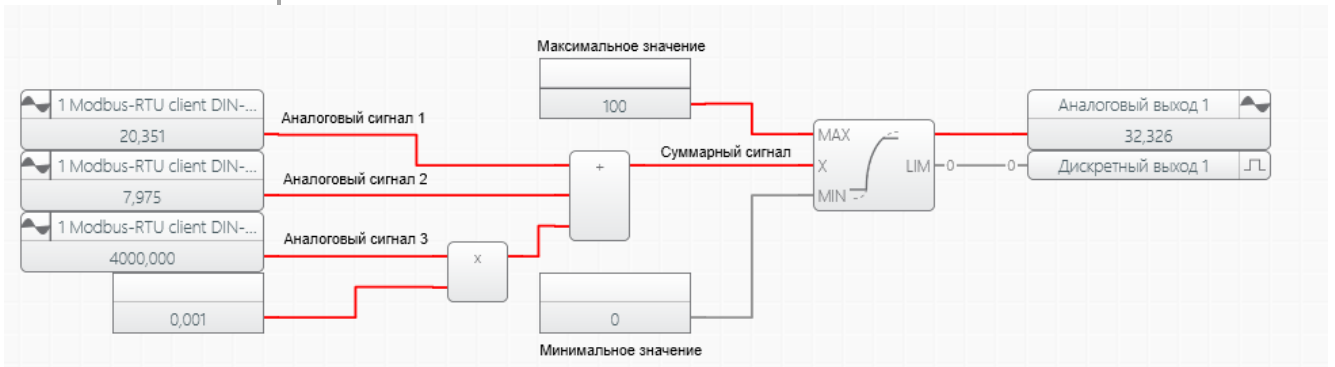 Максимальное значение
100
1 Modbus-RTU client DIN-...
20,351
Аналоговый сигнал 1
1 Modbus-RTU client DIN-...
7,975
Аналоговый сигнал 2
1 Modbus-RTU client DIN-...
4000,000
Аналоговый сигнал 3
0,001
x
+
Суммарный сигнал
MAX
X
MIN
LIM
0
0
Аналоговый выход 1
32,326
Дискретный выход 1
0
Минимальное значение